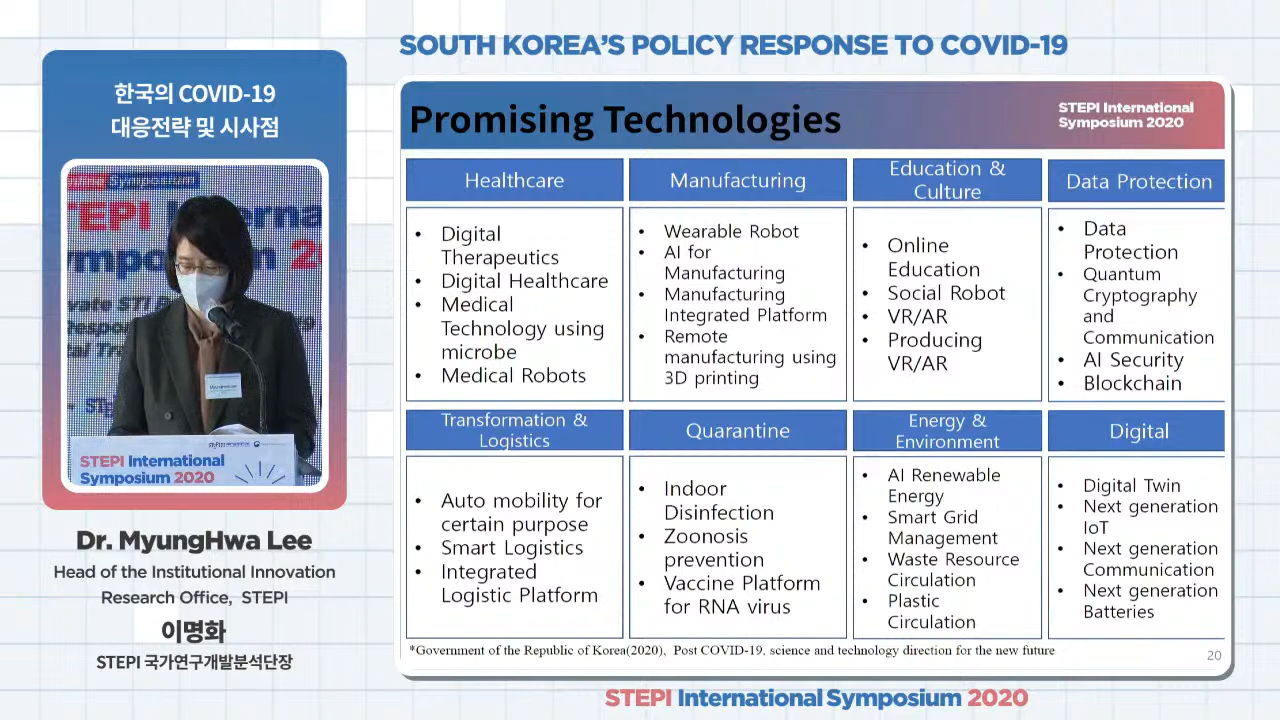 SOUTH KOREA'S POLICY RESPONSE TO COVID-19
한국의 COVID-19
대응전략 및 시사점
Symposium
TEPI Interna
ympo 2
STEPI International
Symposium 2020
Dr. MyungHwa Lee
Head of the Institutional Innovation
Research Office, STEPI
이명화
STEPI 국가연구개발분석단장
Promising Technologies
STEPI International
Symposium 2020
Healthcare
• Digital
Therapeutics
• Digital Healthcare
• Medical
Technology using
microbe
• Medical Robots
Manufacturing
• Wearable Robot
• AI for
Manufacturing
• Manufacturing
Integrated Platform
• Remote
manufacturing using
3D printing
Education &
Culture
• Online
Education
• Social Robot
• VR/AR
• Producing
VR/AR
Data Protection
• Data
Protection
• Quantum
Cryptography
and
Communication
• AI Security
• Blockchain
Transformation &
Logistics
• Auto mobility for
certain purpose
• Smart Logistics
• Integrated
Logistic Platform
Quarantine
• Indoor
Disinfection
• Zoonosis
prevention
• Vaccine Platform
for RNA virus
Energy &
Environment
• AI Renewable
Energy
• Smart Grid
Management
• Waste Resource
Circulation
• Plastic
Circulation
Digital
• Digital Twin
• Next generation
IoT
• Next generation
Communication
• Next generation
Batteries
*Government of the Republic of Korea(2020), Post COVID-19, science and technology direction for the new future
20
STEPI International Symposium 2020